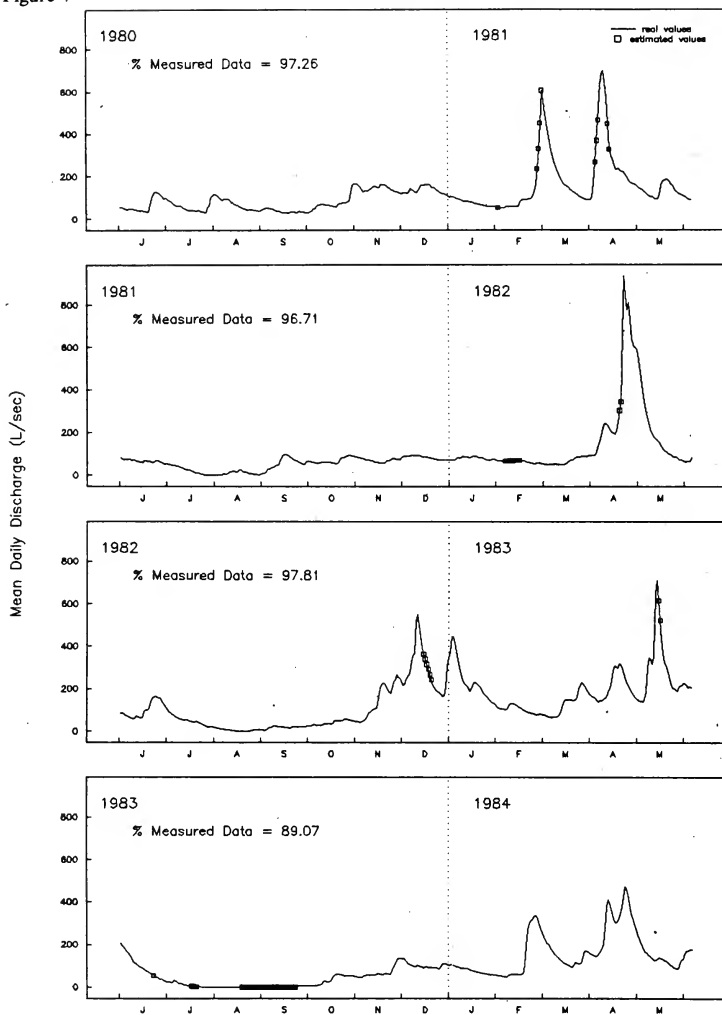 1980
1981
real values
estimated values
% Measured Data = 97.26
800
600
400
200
0
J J A S O N D J F M A M
1981
1982
% Measured Data = 96.71
800
600
400
200
0
J J A S O N D J F M A M
Mean Daily Discharge (L/sec)
1982
1983
% Measured Data = 97.81
800
600
400
200
0
J J A S O N D J F M A M
1983
1984
% Measured Data = 89.07
800
600
400
200
0
J J A S O N D J F M A M